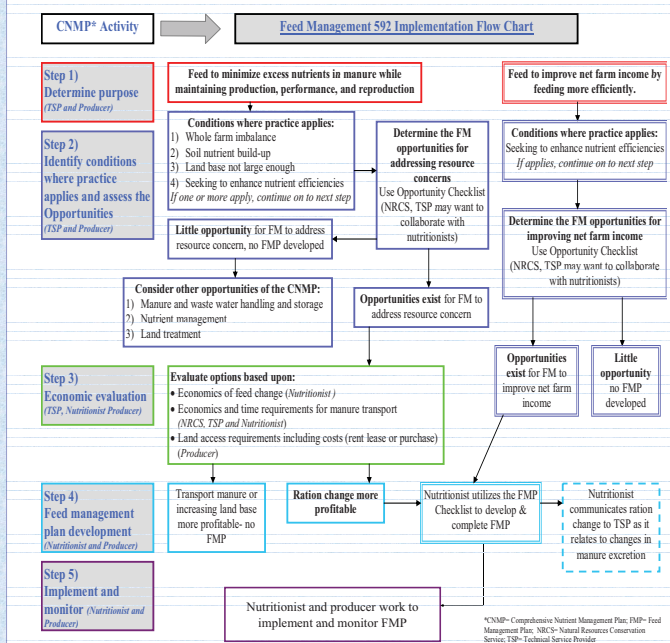 CNMP* Activity
Feed Management 592 Implementation Flow Chart
Step 1)
Determine purpose
(TSP and Producer)
Feed to minimize excess nutrients in manure while
maintaining production, performance, and reproduction
Feed to improve net farm income by
feeding more efficiently.
Step 2)
Identify conditions
where practice
applies and assess the
Opportunities
(TSP and Producer)
Conditions where practice applies:
1) Whole farm imbalance
2) Soil nutrient build-up
3) Land base not large enough
4) Seeking to enhance nutrient efficiencies
If one or more apply, continue on to next step
Determine the FM
opportunities for
addressing resource
concerns
Use Opportunity Checklist
(NRCS, TSP may want to
collaborate with
nutritionists)
Conditions where practice applies:
Seeking to enhance nutrient efficiencies
If applies, continue on to next step
Little opportunity for FM to address
resource concern, no FMP developed
Determine the FM opportunities for
improving net farm income
Use Opportunity Checklist
(NRCS, TSP may want to collaborate
with nutritionists)
Consider other opportunities of the CNMP:
1) Manure and waste water handling and storage
2) Nutrient management
3) Land treatment
Opportunities exist for FM to
address resource concern
Step 3)
Economic evaluation
(TSP, Nutritionist Producer)
Evaluate options based upon:
• Economics of feed change (Nutritionist )
• Economics and time requirements for manure transport
(NRCS, TSP and Nutritionist)
• Land access requirements including costs (rent lease or purchase)
(Producer)
Opportunities
exist for FM to
improve net farm
income
Little
opportunity
no FMP
developed
Step 4)
Feed management
plan development
(Nutritionist and Producer)
Transport manure or
increasing land base
more profitable- no
FMP
Ration change more
profitable
Nutritionist utilizes the FMP
Checklist to develop &
complete FMP
Nutritionist
communicates ration
change to TSP as it
relates to changes in
manure excretion
Step 5)
Implement and
monitor (Nutritionist and
Producer)
Nutritionist and producer work to
implement and monitor FMP
*CNMP= Comprehensive Nutrient Management Plan; FMP= Feed
Management Plan; NRCS= Natural Resources Conservation
Service; TSP= Technical Service Provider